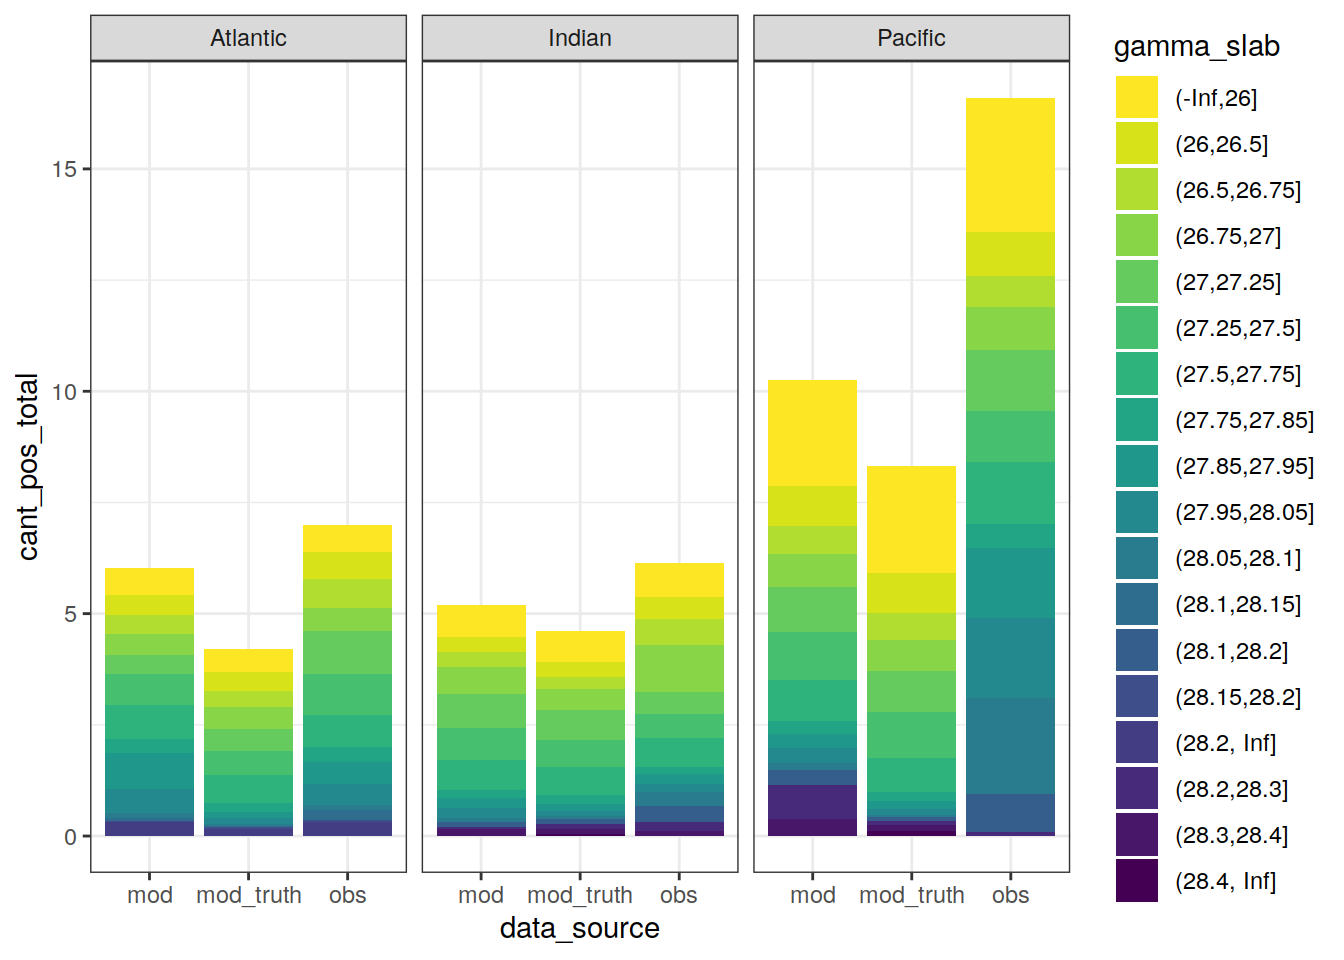 Atlantic
Indian
Pacific
cant_pos_total
15
10
5
0
mod mod_truth obs
mod mod_truth obs
mod mod_truth obs
data_source
gamma_slab
(-Inf,26]
(26,26.5]
(26.5,26.75]
(26.75,27]
(27,27.25]
(27.25,27.5]
(27.5,27.75]
(27.75,27.85]
(27.85,27.95]
(27.95,28.05]
(28.05,28.1]
(28.1,28.15]
(28.1,28.2]
(28.15,28.2]
(28.2, Inf]
(28.2,28.3]
(28.3,28.4]
(28.4, Inf]